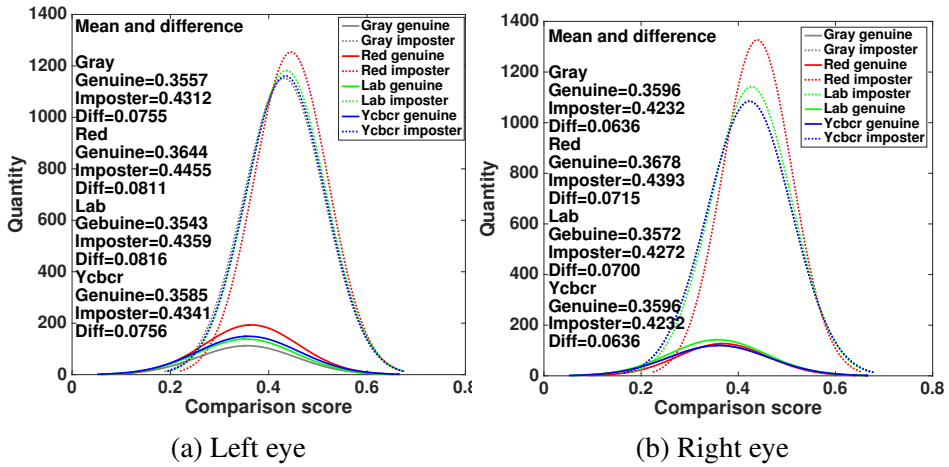 1400
1200
1000
800
600
400
200
0
Quantity
Mean and difference
Gray
Genuine=0.3557
Imposter=0.4312
Diff=0.0755
Red
Genuine=0.3644
Imposter=0.4455
Diff=0.0811
Lab
Gebuine=0.3543
Imposter=0.4359
Diff=0.0816
Ycbcr
Genuine=0.3585
Imposter=0.4341
Diff=0.0756
Gray genuine
Gray imposter
Red genuine
Red imposter
Lab genuine
Lab imposter
Ycbcr genuine
Ycbcr imposter
0 0.2 0.4 0.6 0.8
Comparison score
(a) Left eye
1400
1200
1000
800
600
400
200
0
Quantity
Mean and difference
Gray
Genuine=0.3596
Imposter=0.4232
Diff=0.0636
Red
Genuine=0.3678
Imposter=0.4393
Diff=0.0715
Lab
Genuine=0.3572
Imposter=0.4272
Diff=0.0700
Ycbcr
Genuine=0.3596
Imposter=0.4232
Diff=0.0636
Gray genuine
Gray imposter
Red genuine
Red imposter
Lab genuine
Lab imposter
Ycbcr genuine
Ycbcr imposter
0 0.2 0.4 0.6 0.8
Comparison score
(b) Right eye